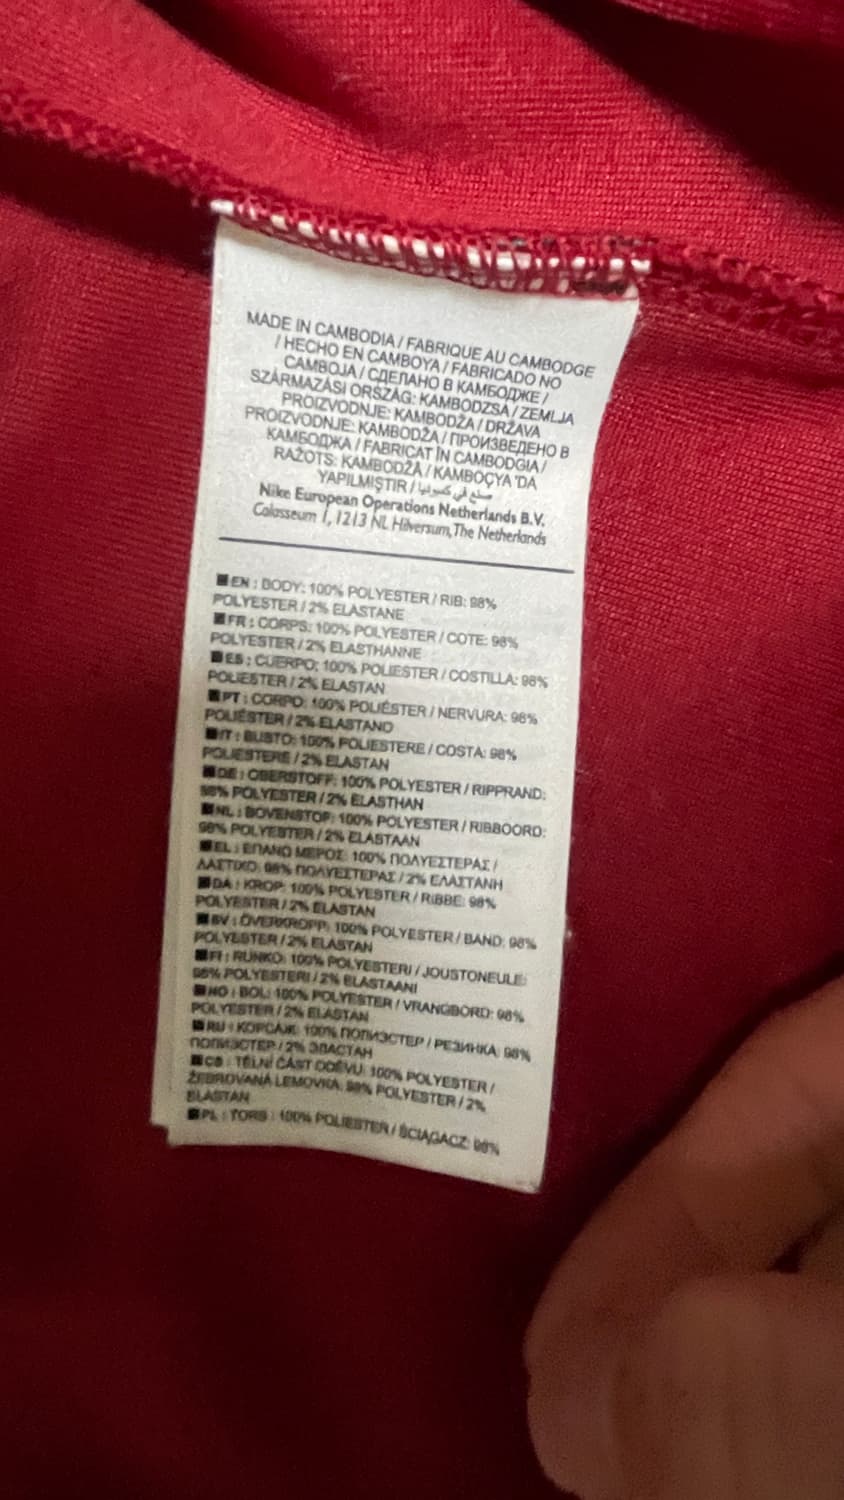 MADE IN CAMBODIA / FABRIQUE AU CAMBODGE
/ HECHO EN CAMBOYA / FABRICADO NO
CAMBOJA / СДЕЛАНО В КАМБОДЖЕ /
SZÁRMAZÁSI ORSZÁG: KAMBODZSA / ZEMLJA
PROIZVODNJE: KAMBODŽA / DRŽAVA
PROIZVODNJE: KAMBODŽA / ПРОИЗВЕДЕНО В
КАМБОДЖА / FABRICAT ÎN CAMBODGIA /
RAŽOTS: KAMBODŽA / KAMBOÇYA 'DA
YAPILMIŞTIR / صنع في كمبوديا
Nike European Operations Netherlands B.V.
Colosseum 1, 1213 NL Hilversum, The Netherlands
EN : BODY: 100% POLYESTER / RIB: 98%
POLYESTER / 2% ELASTANE
FR : CORPS: 100% POLYESTER / COTE: 98%
POLYESTER / 2% ELASTHANNE
ES : CUERPO: 100% POLIESTER / COSTILLA: 98%
POLIESTER / 2% ELASTAN
PT : CORPO: 100% POLIÉSTER / NERVURA: 98%
POLIÉSTER / 2% ELASTANO
IT : BUSTO: 100% POLIESTERE / COSTA: 98%
POLIESTERE / 2% ELASTAN
DE : OBERSTOFF: 100% POLYESTER / RIPPRAND:
98% POLYESTER / 2% ELASTHAN
NL : BOVENSTOF: 100% POLYESTER / RIBBOORD:
98% POLYESTER / 2% ELASTAAN
EL : ΕΠΑΝΩ ΜΕΡΟΣ: 100% ΠΟΛΥΕΣΤΕΡΑΣ /
ΛΑΣΤΙΧΟ: 98% ΠΟΛΥΕΣΤΕΡΑΣ / 2% ΕΛΑΣΤΑΝΗ
DA : KROP: 100% POLYESTER / RIBBE: 98%
POLYESTER / 2% ELASTAN
SV : ÖVERKROPP: 100% POLYESTER / BAND: 98%
POLYESTER / 2% ELASTAN
FI : RUNKO: 100% POLYESTERI / JOUSTONEULE:
98% POLYESTERI / 2% ELASTAANI
NO : BOL: 100% POLYESTER / VRANGBORD: 98%
POLYESTER / 2% ELASTAN
RU : КОРСАЖ: 100% ПОЛИЭСТЕР / РЕЗИНКА: 98%
ПОЛИЭСТЕР / 2% ЭЛАСТАН
CS : TĚLNÍ ČÁST ODĚVU: 100% POLYESTER /
ŽEBROVANÁ LEMOVKA: 98% POLYESTER / 2%
ELASTAN
PL : TORS : 100% POLIESTER / ŚCIĄGACZ: 98%